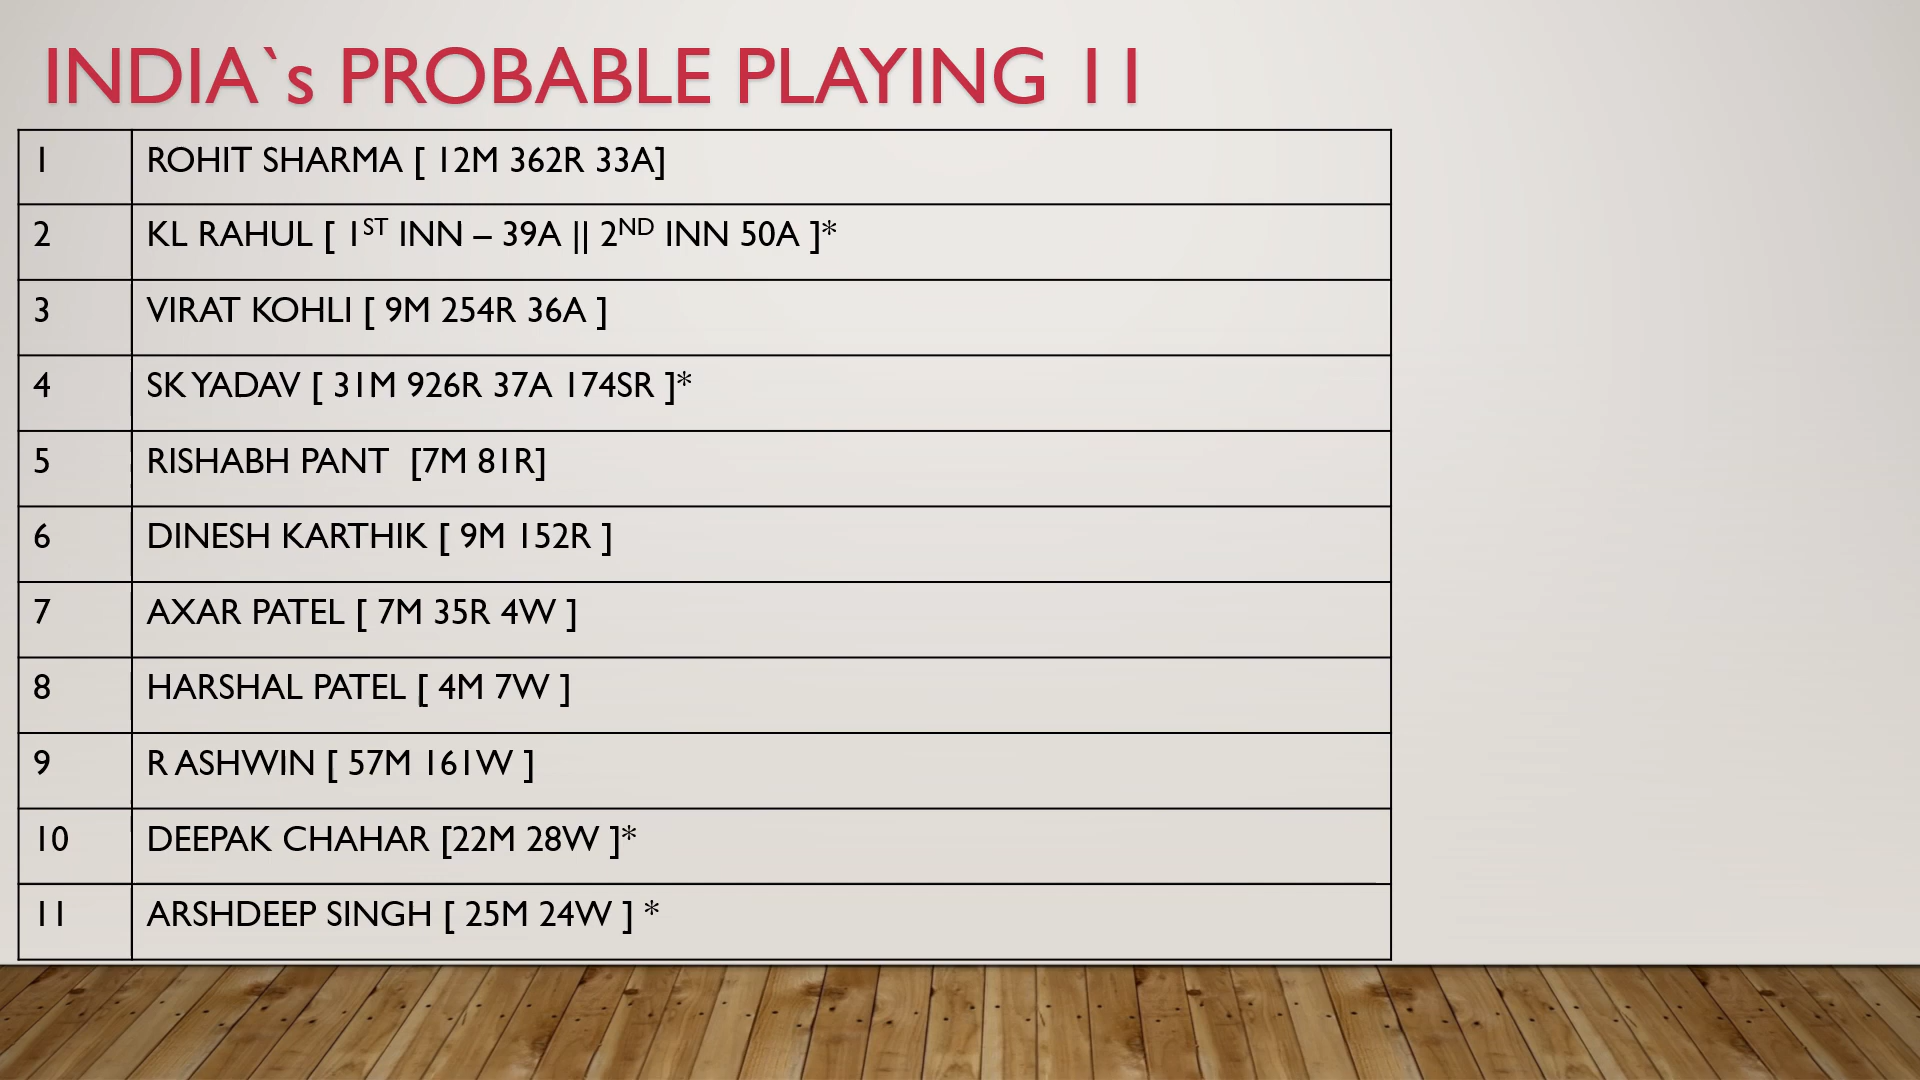 INDIA`s PROBABLE PLAYING 11
1 ROHIT SHARMA [ 12M 362R 33A]
2 KL RAHUL [ 1ST INN – 39A || 2ND INN 50A ]*
3 VIRAT KOHLI [ 9M 254R 36A ]
4 SK YADAV [ 31M 926R 37A 174SR ]*
5 RISHABH PANT [7M 81R]
6 DINESH KARTHIK [ 9M 152R ]
7 AXAR PATEL [ 7M 35R 4W ]
8 HARSHAL PATEL [ 4M 7W ]
9 R ASHWIN [ 57M 161W ]
10 DEEPAK CHAHAR [22M 28W ]*
11 ARSHDEEP SINGH [ 25M 24W ] *